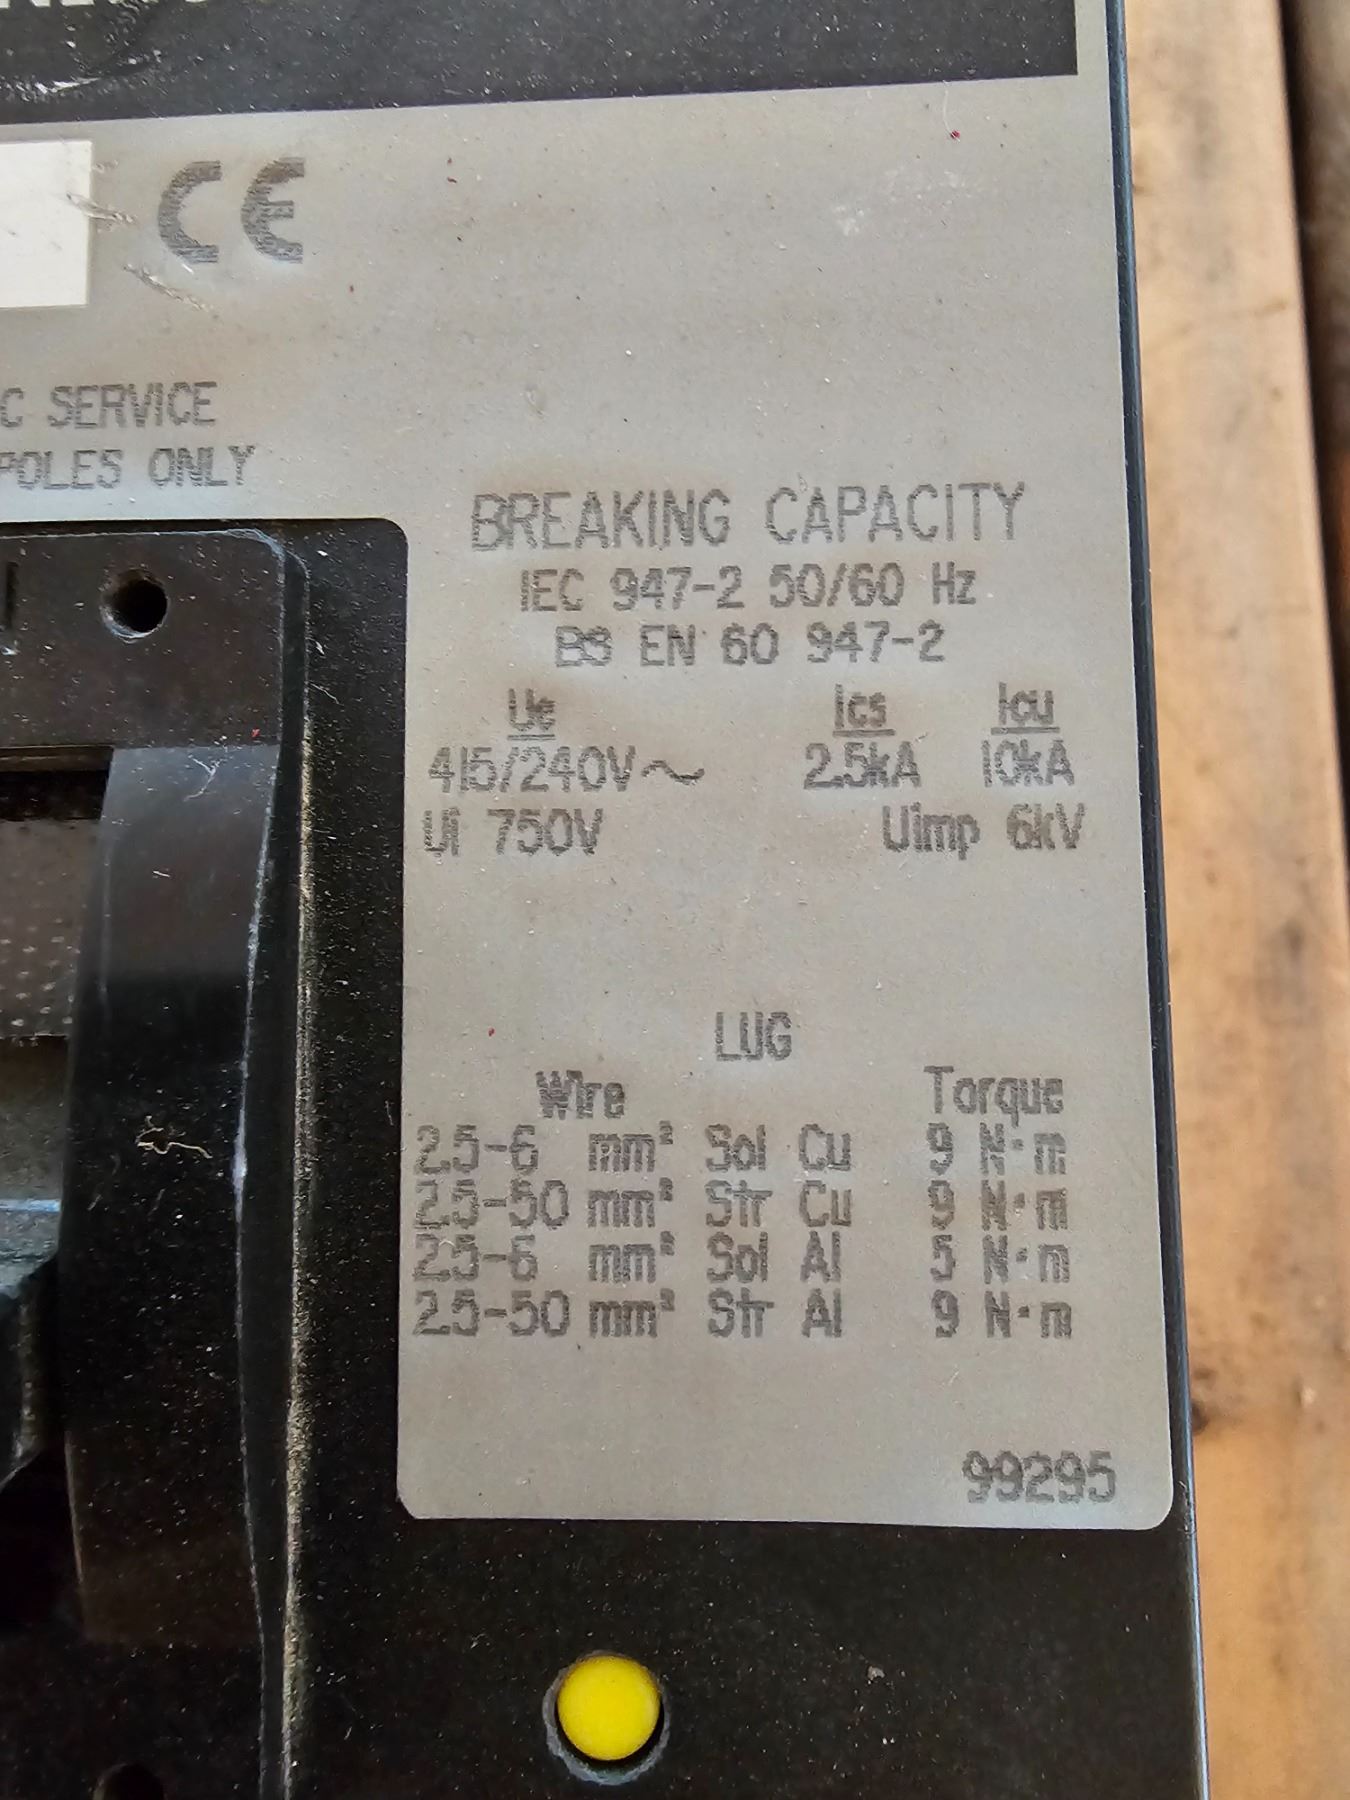 CE
C SERVICE
POLES ONLY
BREAKING CAPACITY
IEC 947-2 50/60 Hz
BS EN 60 947-2
Ue Ics Icu
415/240V~ 2.5kA 10kA
Ui 750V Uimp 6kV
LUG
Wire Torque
2.5-6 mm² Sol Cu 9 N·m
2.5-50 mm² Str Cu 9 N·m
2.5-6 mm² Sol Al 5 N·m
2.5-50 mm² Str Al 9 N·m
99295